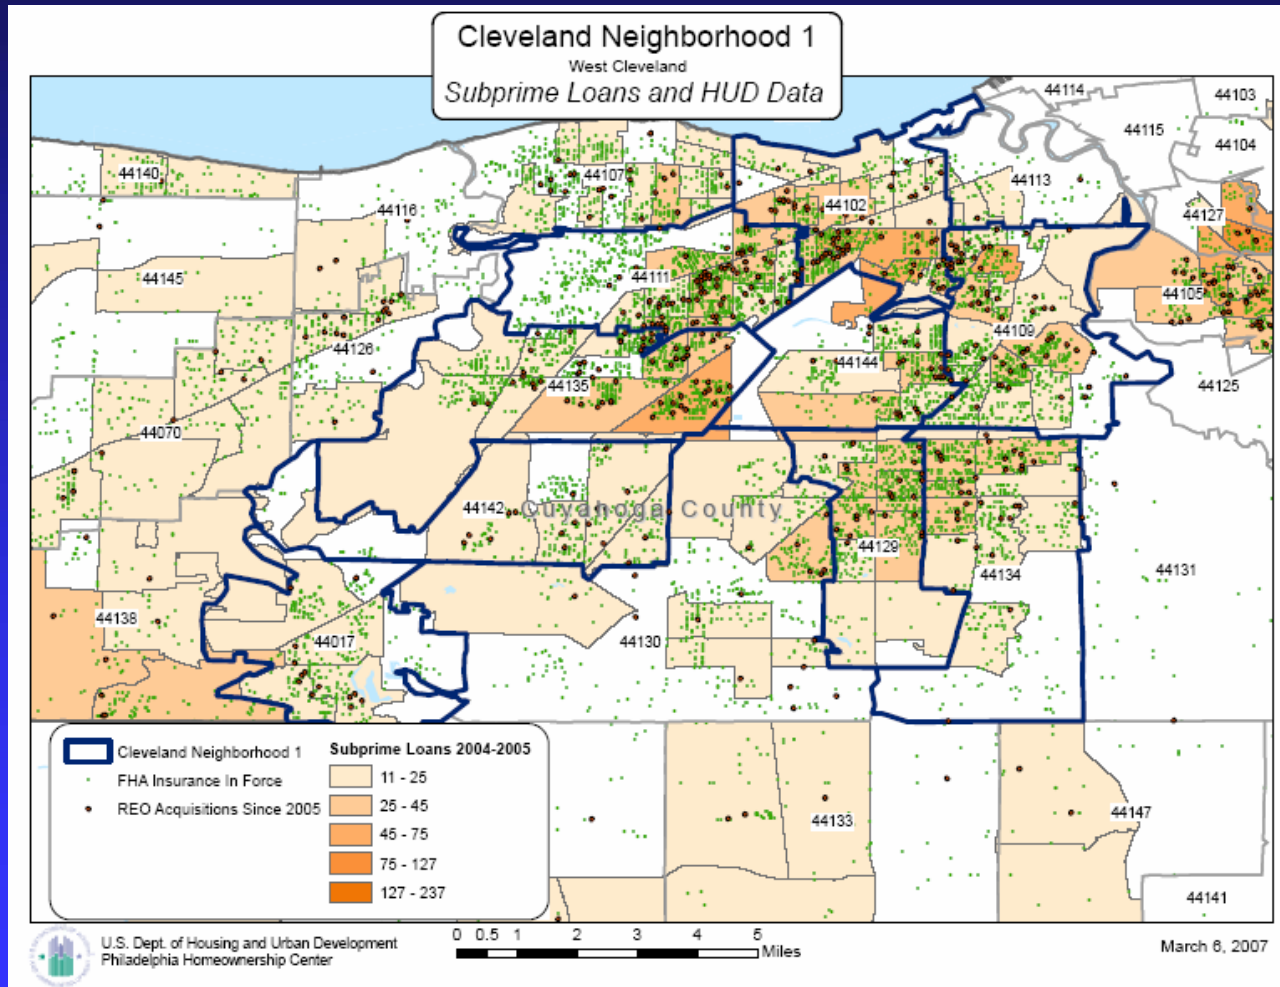 Cleveland Neighborhood 1
West Cleveland
Subprime Loans and HUD Data
44114
44103
44115
44104
44140
44107
44113
44116
44102
44127
44145
44111
44105
44126
44109
44135
44144
44125
44070
44142
Cuyahoga County
44129
44134
44131
44138
44017
44130
44133
44147
44141
Cleveland Neighborhood 1
FHA Insurance In Force
REO Acquisitions Since 2005
Subprime Loans 2004-2005
11 - 25
25 - 45
45 - 75
75 - 127
127 - 237
U.S. Dept. of Housing and Urban Development
Philadelphia Homeownership Center
0 0.5 1 2 3 4 5
Miles
March 6, 2007